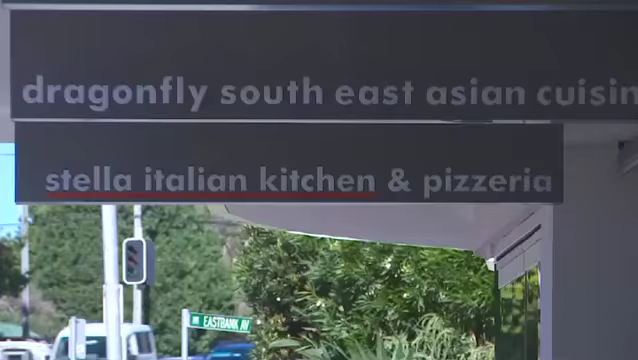 dragonfly south east asian cuisin
stella italian kitchen & pizzeria
EASTBANK AV